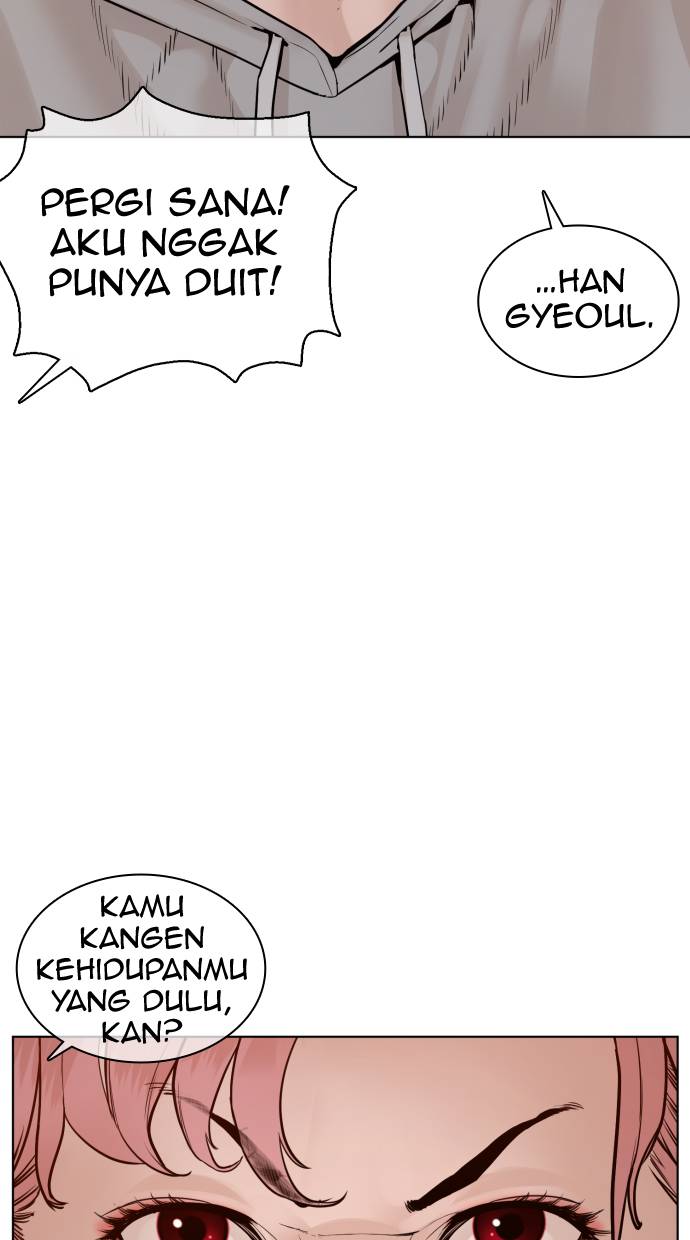 PERGI SANA!
AKU NGGAK
PUNYA DUIT!
...HAN
GYEOUL.
KAMU
KANGEN
KEHIDUPANMU
YANG DULU,
KAN?